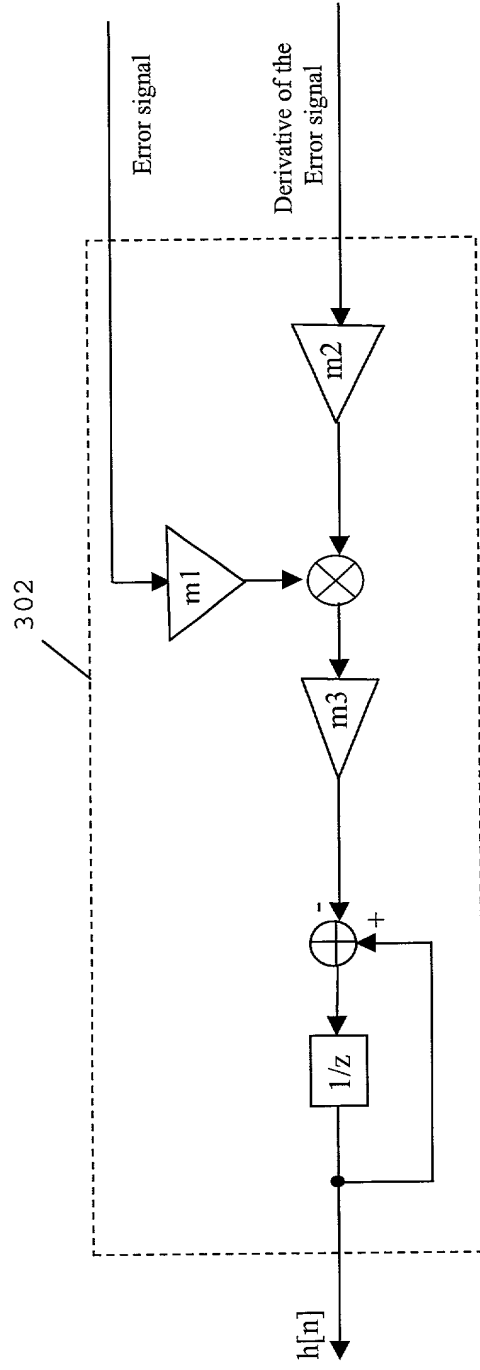 302
Error signal
Derivative of the
Error signal
m1
m2
m3
-
+
1/z
h[n]